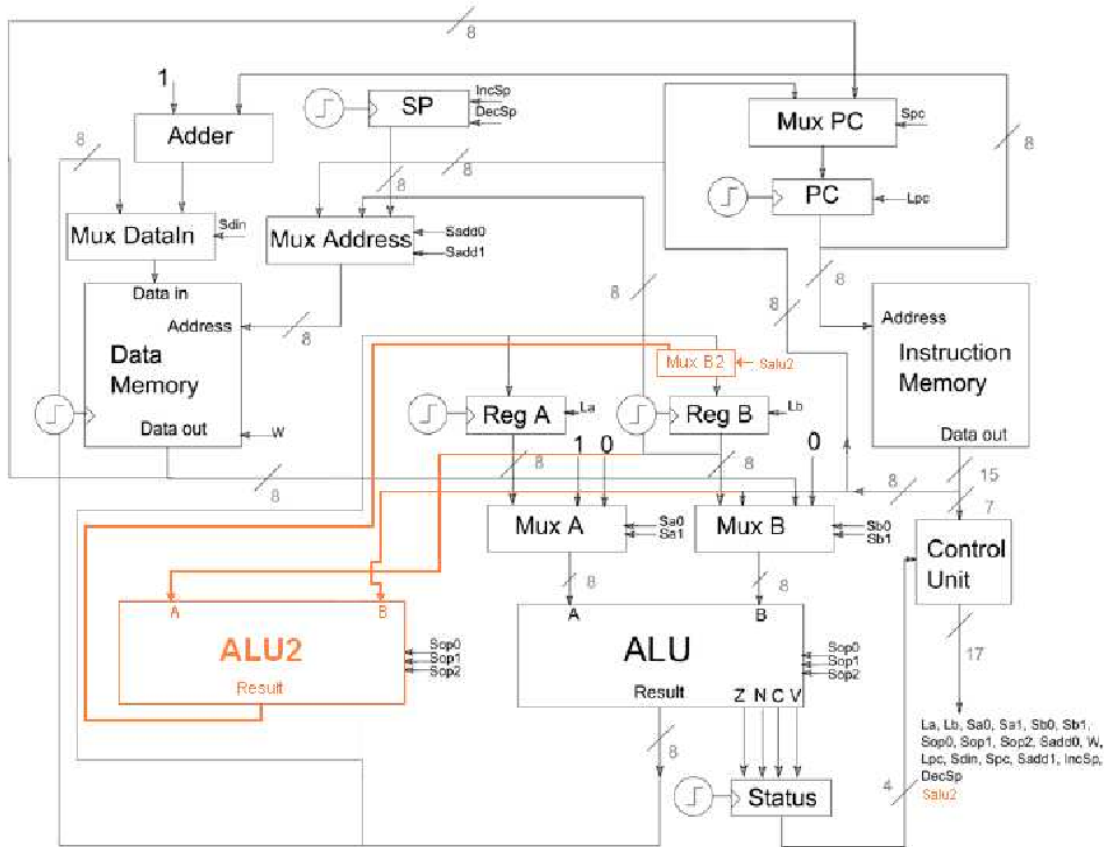 8
1
SP
IncSp
DecSp
Mux PC
Spc
8
Adder
8
8
8
PC
Lpc
Mux DataIn
Sdin
Mux Address
Sadd0
Sadd1
8
8
8
Data in
Address
8
Data
Memory
Address
Instruction
Memory
Mux B2
Salu2
Reg A
La
Reg B
Lb
Data out
W
Data out
1 0
0
8
8
8
15
8
7
Mux A
Sa0
Sa1
Mux B
Sb0
Sb1
Control
Unit
8
8
A
B
ALU2
Sop0
Sop1
Sop2
Result
A
B
ALU
Sop0
Sop1
Sop2
Result
Z N C V
17
8
La, Lb, Sa0, Sa1, Sb0, Sb1,
Sop0, Sop1, Sop2, Sadd0, W,
Lpc, Sdin, Spc, Sadd1, IncSp,
DecSp
Salu2
4
Status